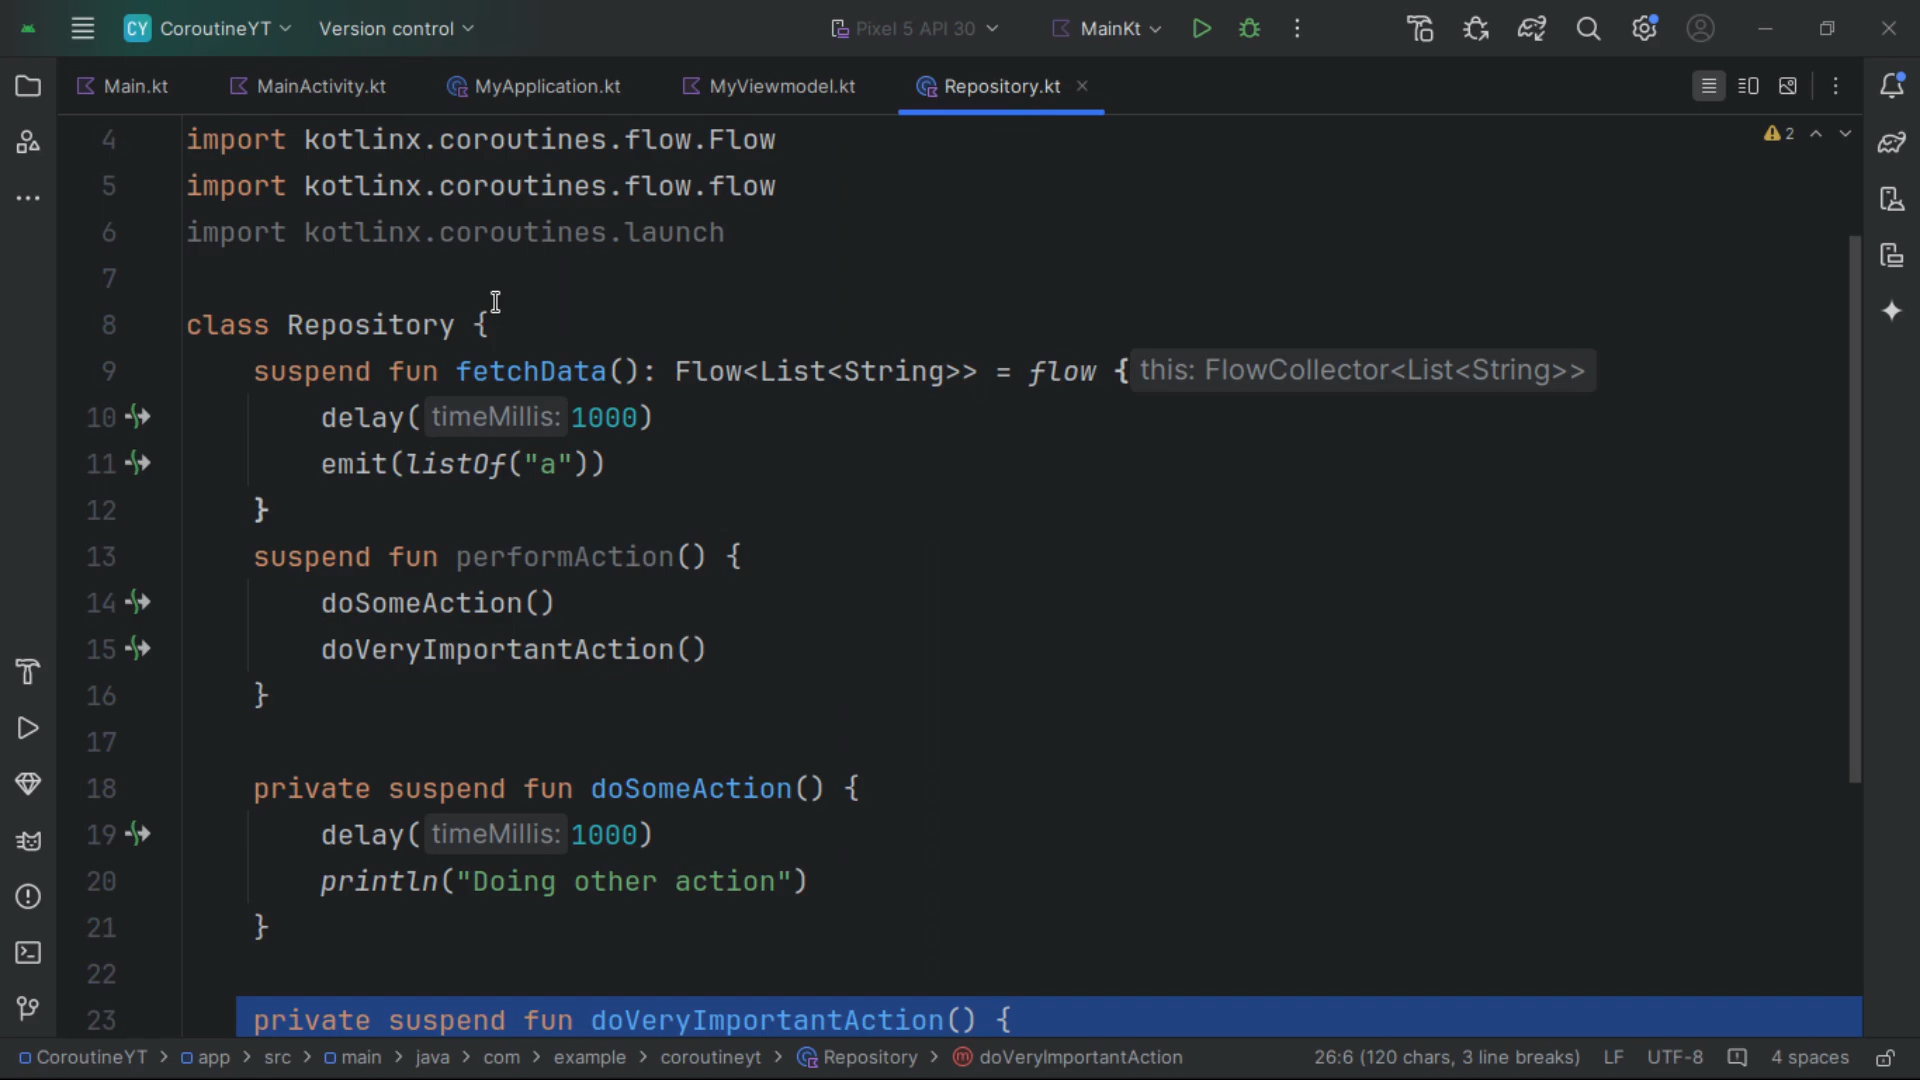 CY CoroutineYT Version control Pixel 5 API 30 MainKt
Main.kt MainActivity.kt MyApplication.kt MyViewmodel.kt Repository.kt
2
4 import kotlinx.coroutines.flow.Flow
5 import kotlinx.coroutines.flow.flow
6 import kotlinx.coroutines.launch
7
8 class Repository {
9 suspend fun fetchData(): Flow<List<String>> = flow { this: FlowCollector<List<String>>
10 delay( timeMillis: 1000)
11 emit(listOf("a"))
12 }
13 suspend fun performAction() {
14 doSomeAction()
15 doVeryImportantAction()
16 }
17
18 private suspend fun doSomeAction() {
19 delay( timeMillis: 1000)
20 println("Doing other action")
21 }
22
23 private suspend fun doVeryImportantAction() {
CoroutineYT > app > src > main > java > com > example > coroutineyt > Repository > m doVeryImportantAction 26:6 (120 chars, 3 line breaks) LF UTF-8 4 spaces